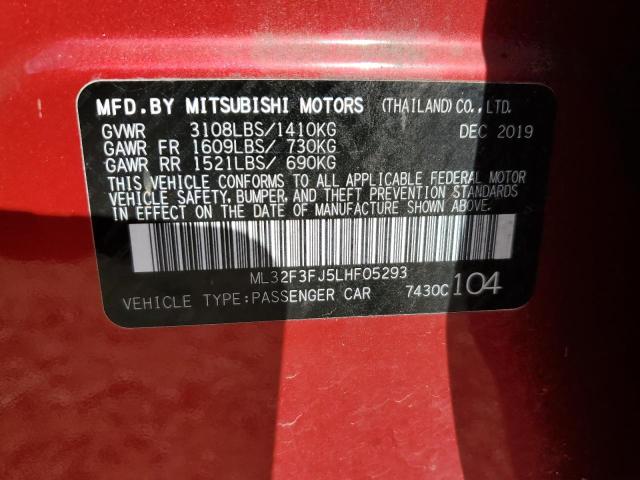 MFD.BY MITSUBISHI MOTORS (THAILAND)CO.,LTD.
GVWR 3108LBS/1410KG DEC 2019
GAWR FR 1609LBS/ 730KG
GAWR RR 1521LBS/ 690KG
THIS VEHICLE CONFORMS TO ALL APPLICABLE FEDERAL MOTOR
VEHICLE SAFETY, BUMPER, AND THEFT PREVENTION STANDARDS
IN EFFECT ON THE DATE OF MANUFACTURE SHOWN ABOVE.
ML32F3FJ5LHF05293
VEHICLE TYPE:PASSENGER CAR 7430C104